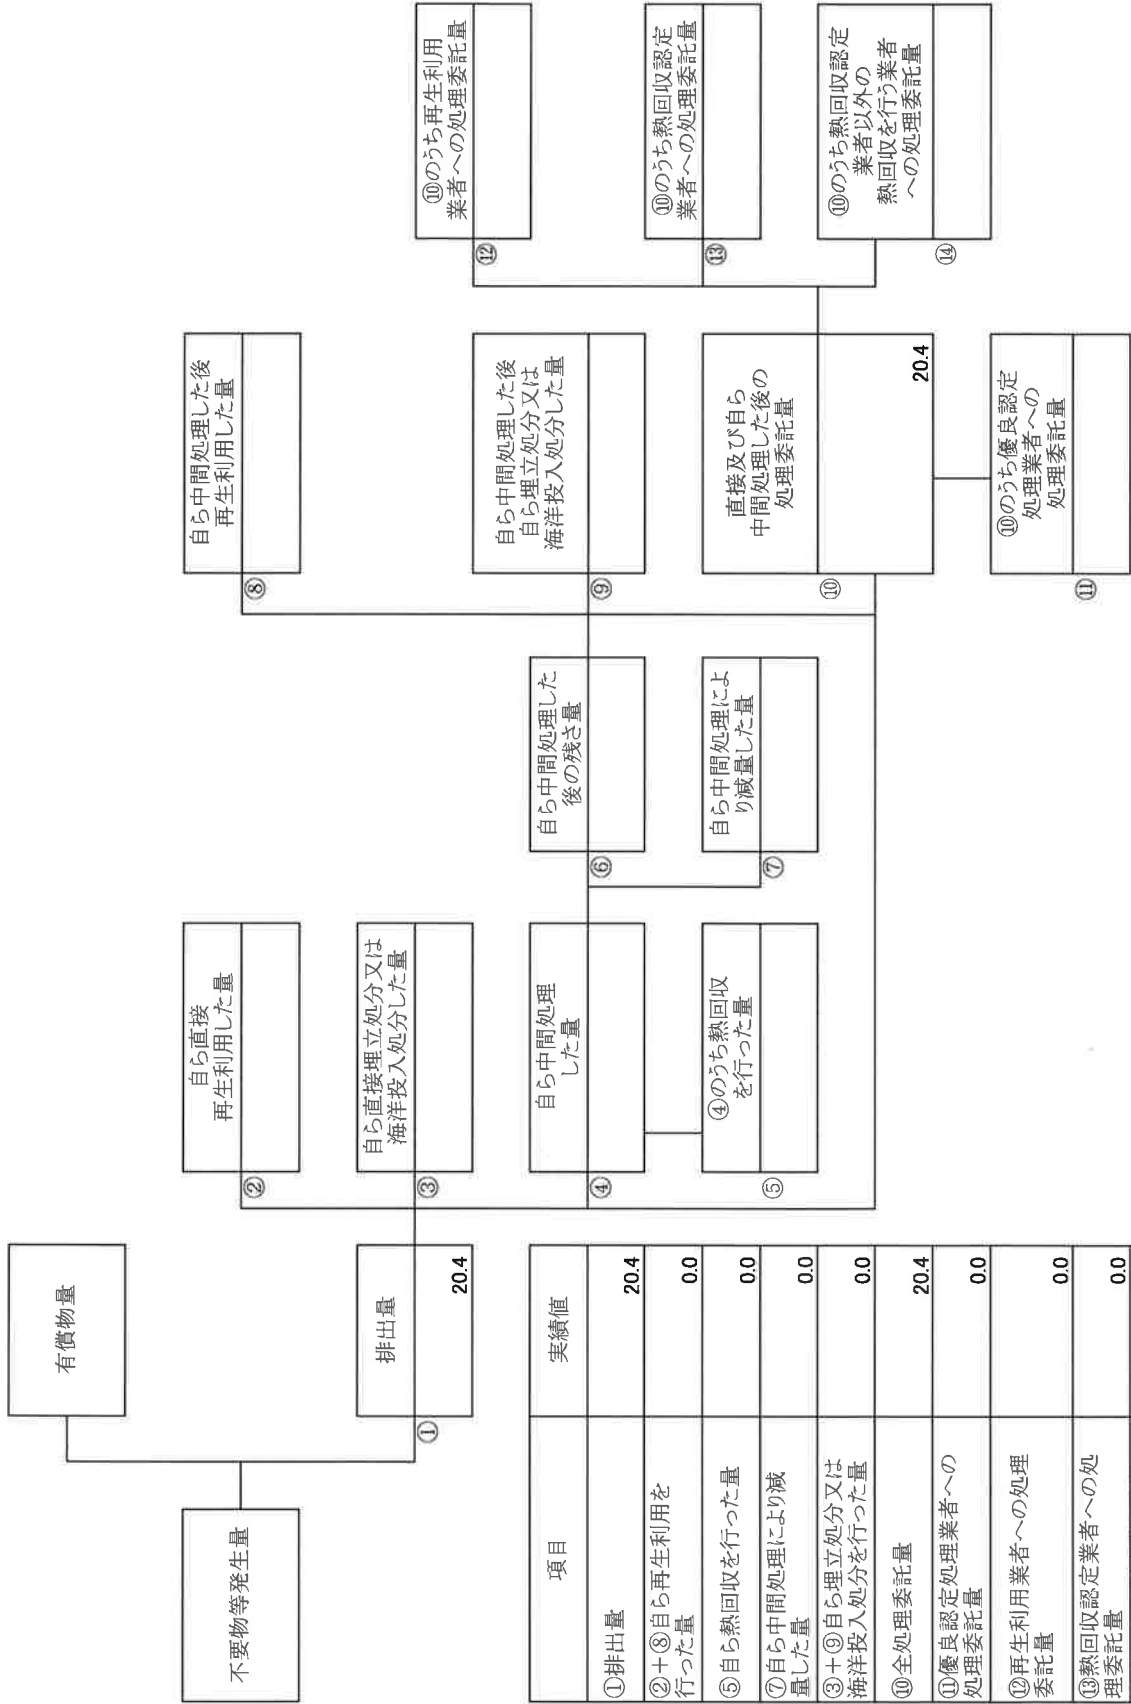 不要物等発生量
有償物量
①
排出量
20.4
②
自ら直接
再生利用した量
③
自ら直接埋立処分又は
海洋投入処分した量
④
自ら中間処理
した量
⑤
④のうち熱回収
を行った量
⑥
自ら中間処理した
後の残さ量
⑦
自ら中間処理によ
り減量した量
⑧
自ら中間処理した後
再生利用した量
⑨
自ら中間処理した後
自ら埋立処分又は
海洋投入処分した量
⑩
直接及び自ら
中間処理した後の
処理委託量
20.4
⑪
⑩のうち優良認定
処理業者への
処理委託量
⑫
⑩のうち再生利用
業者への処理委託量
⑬
⑩のうち熱回収認定
業者への処理委託量
⑭
⑩のうち熱回収認定
業者以外の
熱回収を行う業者
への処理委託量
項目
実績値
①排出量
20.4
②+⑧自ら再生利用を
行った量
0.0
⑤自ら熱回収を行った量
0.0
⑦自ら中間処理により減
量した量
0.0
③+⑨自ら埋立処分又は
海洋投入処分を行った量
0.0
⑩全処理委託量
20.4
⑪優良認定処理業者への
処理委託量
0.0
⑫再生利用業者への処理
委託量
0.0
⑬熱回収認定業者への処
理委託量
0.0